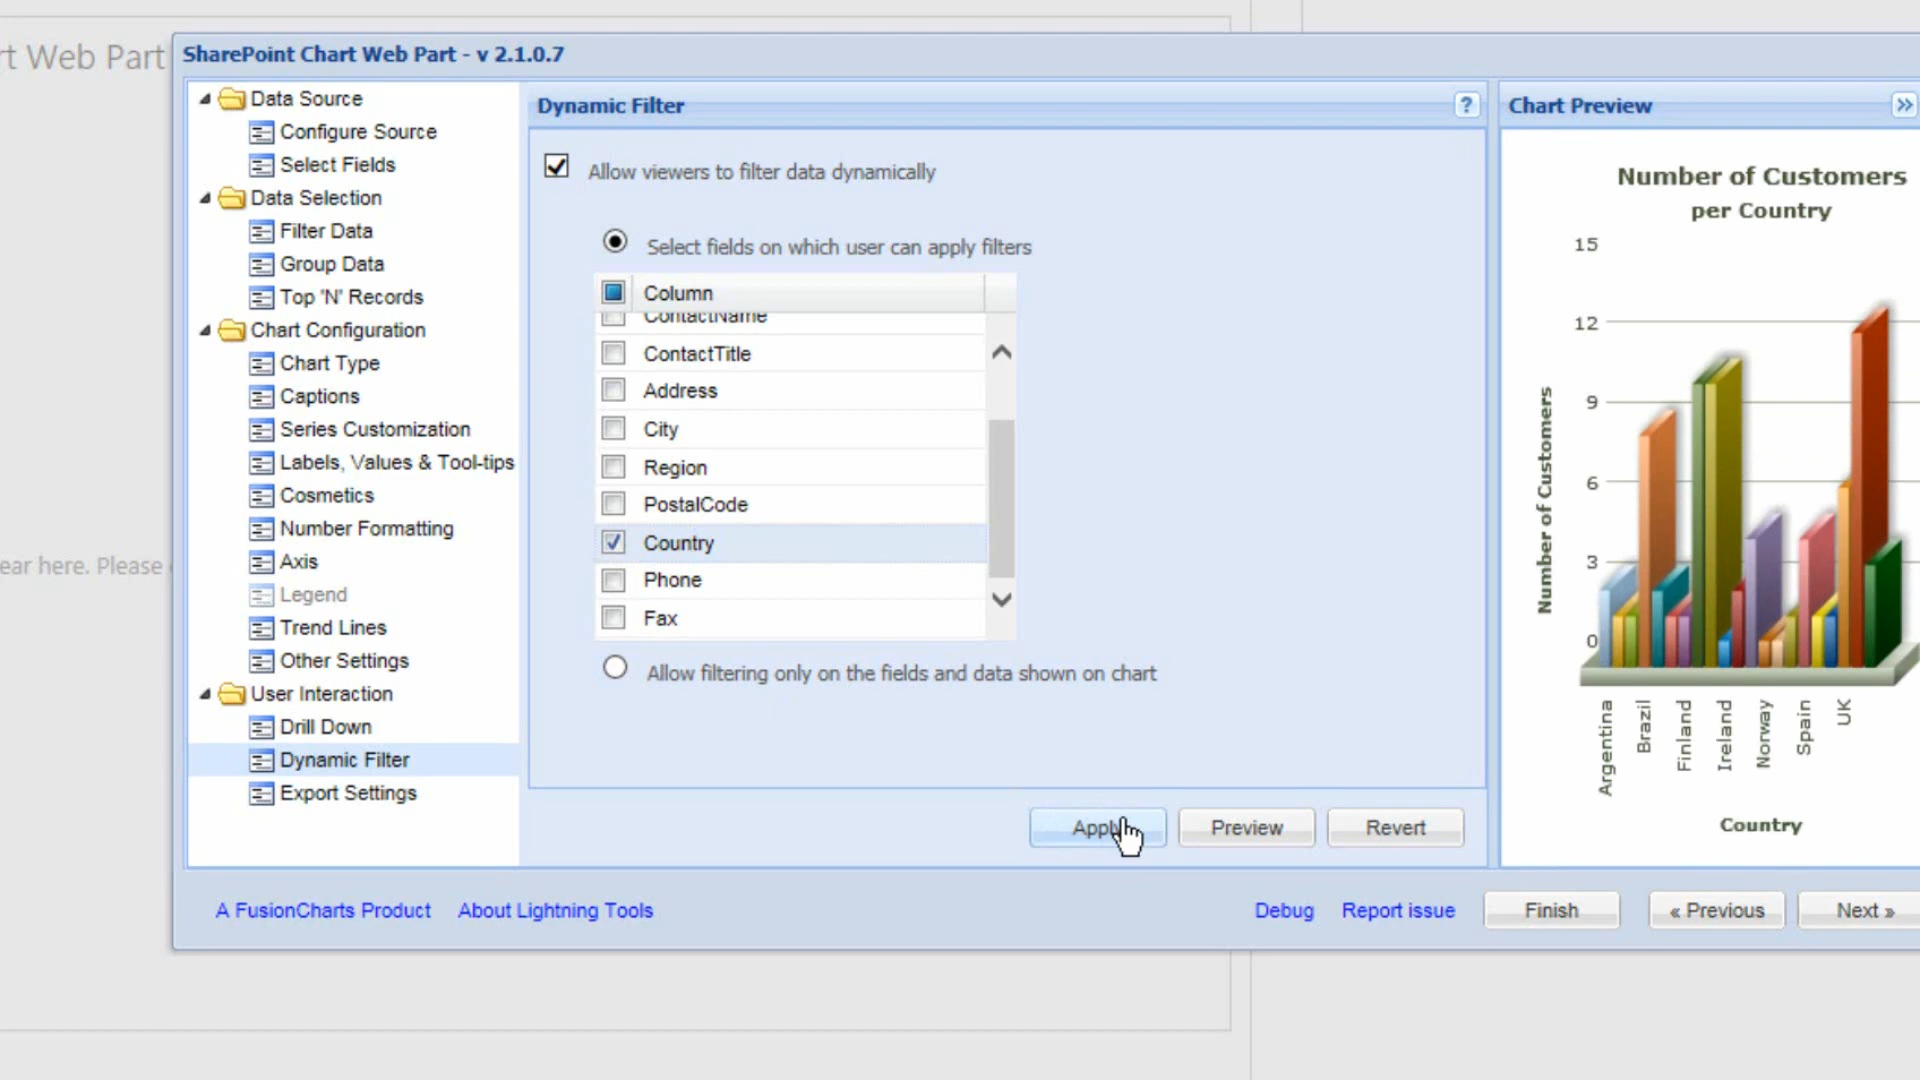 rt Web Part
SharePoint Chart Web Part - v 2.1.0.7
Data Source
Configure Source
Select Fields
Data Selection
Filter Data
Group Data
Top 'N' Records
Chart Configuration
Chart Type
Captions
Series Customization
Labels, Values & Tool-tips
Cosmetics
Number Formatting
Axis
Legend
Trend Lines
Other Settings
User Interaction
Drill Down
Dynamic Filter
Export Settings
Dynamic Filter
?
Allow viewers to filter data dynamically
Select fields on which user can apply filters
Column
ContactName
ContactTitle
Address
City
Region
PostalCode
Country
Phone
Fax
Allow filtering only on the fields and data shown on chart
Apply
Preview
Revert
Chart Preview
»
Number of Customers
per Country
15
12
9
6
3
0
Number of Customers
Argentina
Brazil
Finland
Ireland
Norway
Spain
UK
Country
ear here. Please
A FusionCharts Product
About Lightning Tools
Debug
Report issue
Finish
« Previous
Next »